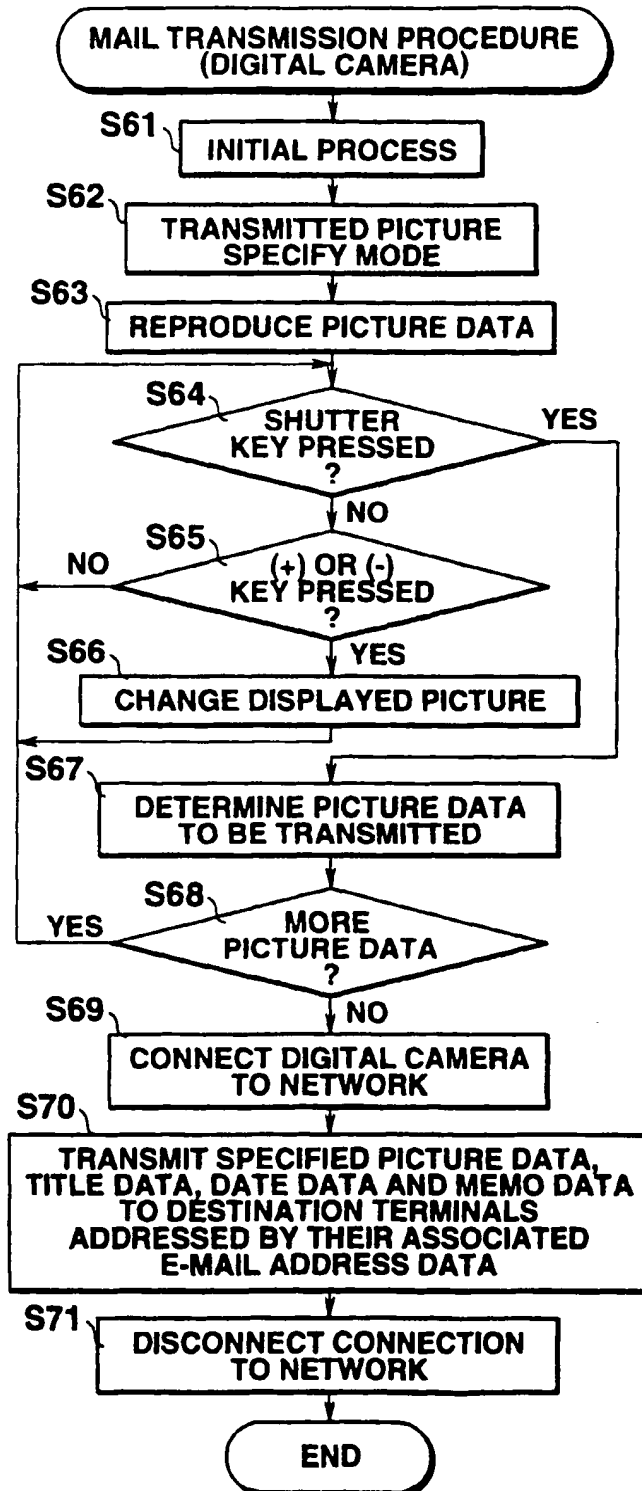 MAIL TRANSMISSION PROCEDURE
(DIGITAL CAMERA)
S61
INITIAL PROCESS
S62
TRANSMITTED PICTURE
SPECIFY MODE
S63
REPRODUCE PICTURE DATA
S64
SHUTTER
KEY PRESSED
?
YES
NO
S65
(+) OR (-)
KEY PRESSED
?
NO
YES
S66
CHANGE DISPLAYED PICTURE
S67
DETERMINE PICTURE DATA
TO BE TRANSMITTED
S68
MORE
PICTURE DATA
?
YES
NO
S69
CONNECT DIGITAL CAMERA
TO NETWORK
S70
TRANSMIT SPECIFIED PICTURE DATA,
TITLE DATA, DATE DATA AND MEMO DATA
TO DESTINATION TERMINALS
ADDRESSED BY THEIR ASSOCIATED
E-MAIL ADDRESS DATA
S71
DISCONNECT CONNECTION
TO NETWORK
END